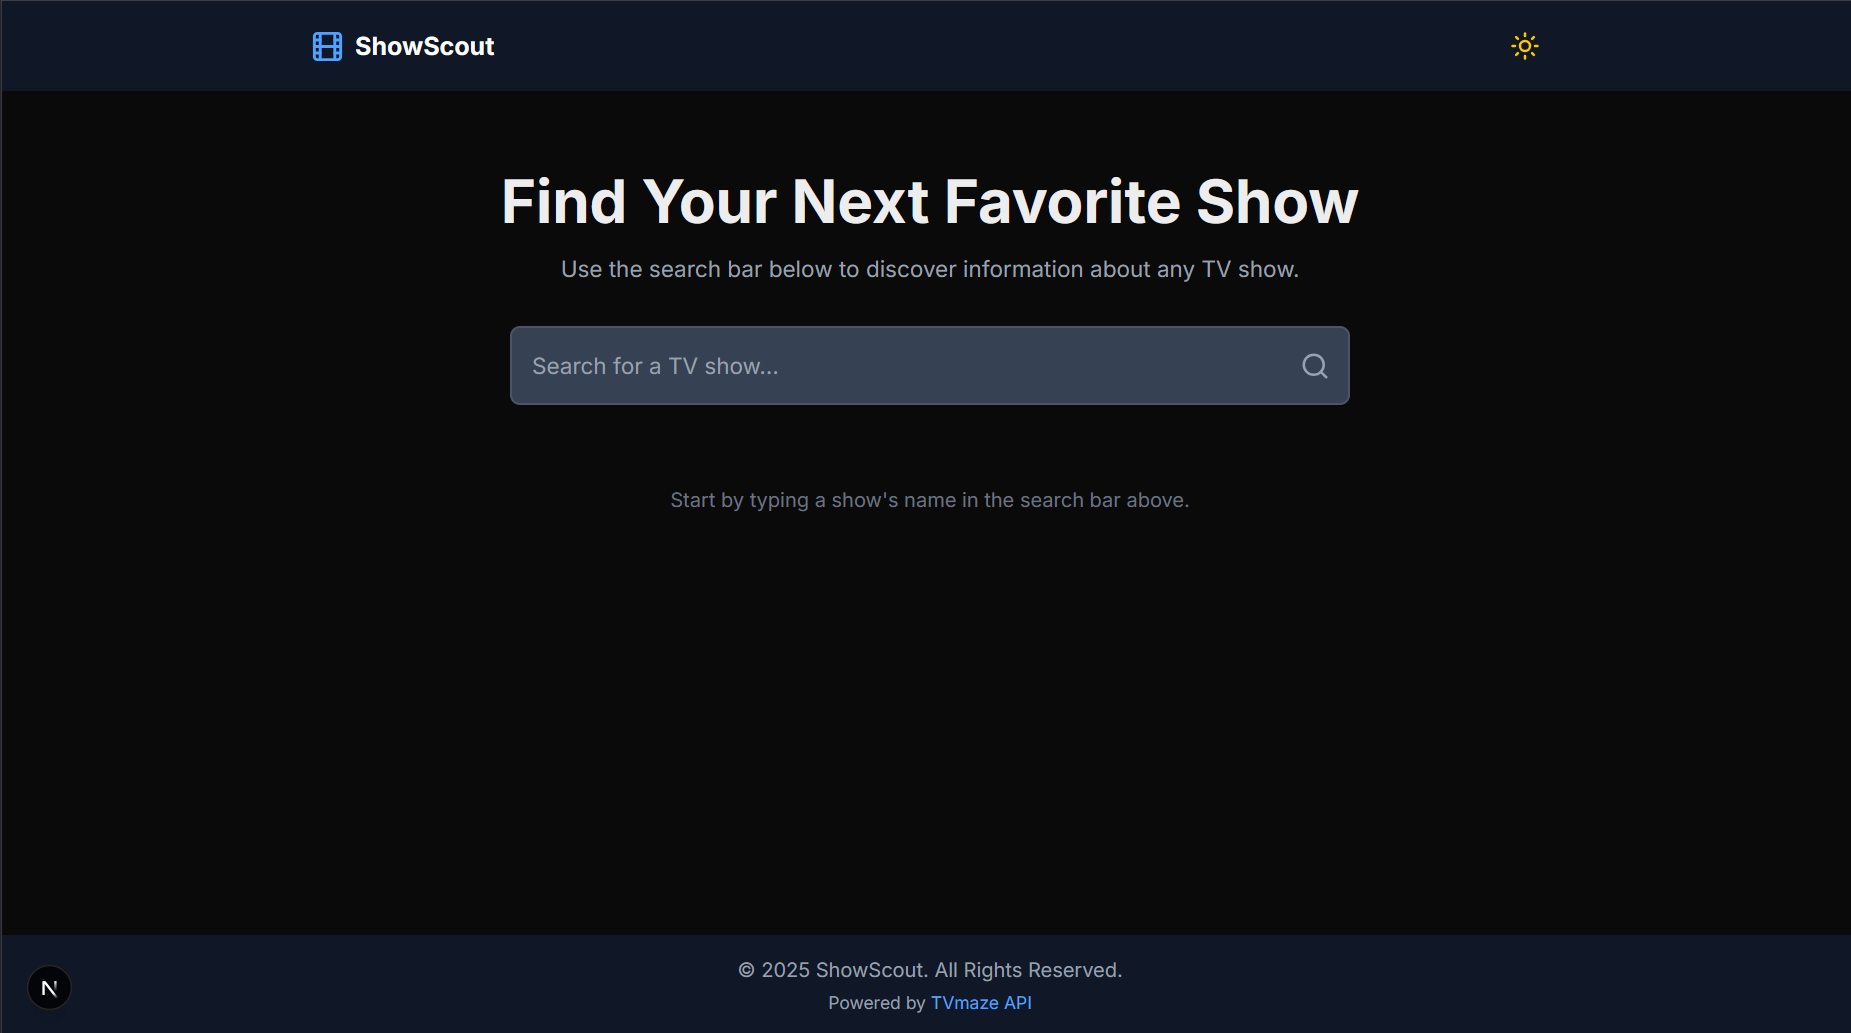 ShowScout
Find Your Next Favorite Show
Use the search bar below to discover information about any TV show.
Search for a TV show...
Start by typing a show's name in the search bar above.
© 2025 ShowScout. All Rights Reserved.
Powered by TVmaze API
N